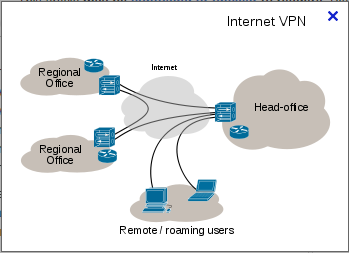 Internet VPN
Internet
Regional
Office
Head-office
Regional
Office
Remote / roaming users